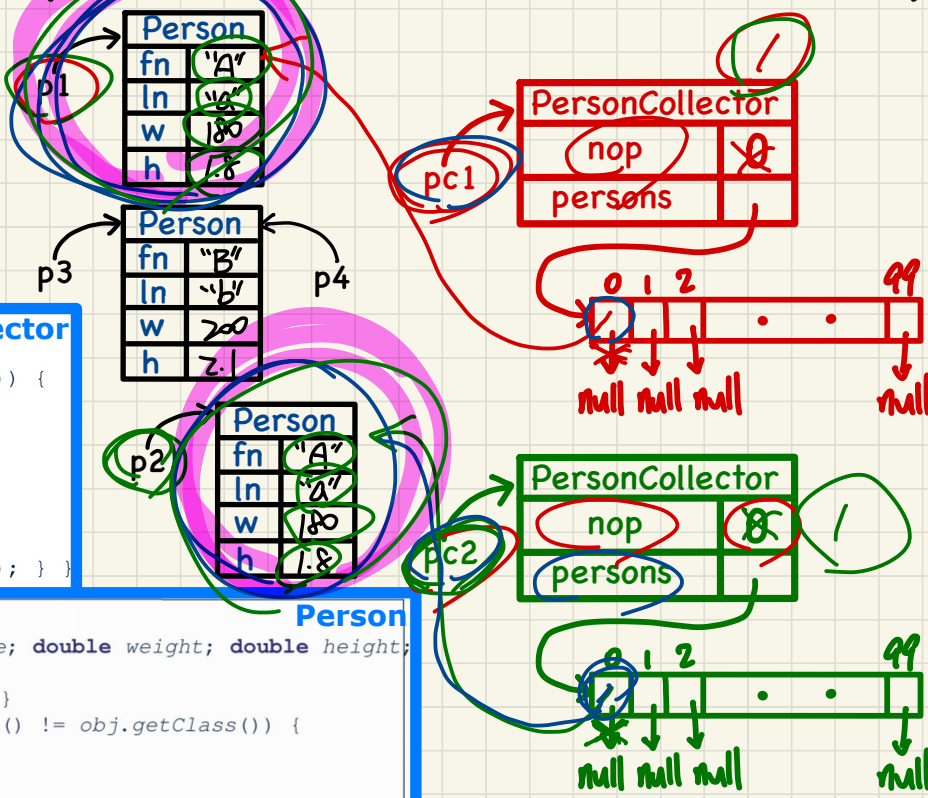 Person
p1
fn "A"
ln "a"
w 180
h 1.8
1
PersonCollector
pc1
nop 0
persons
0 1 2 99
null null null null
Person
p3
p4
fn "B"
ln "b"
w 200
h 2.1
ector
) {
; } }
Person
p2
fn "A"
ln "a"
w 180
h 1.8
PersonCollector
pc2
nop 0 1
persons
0 1 2 99
null null null null
Person
e; double weight; double height;
}
() != obj.getClass()) {